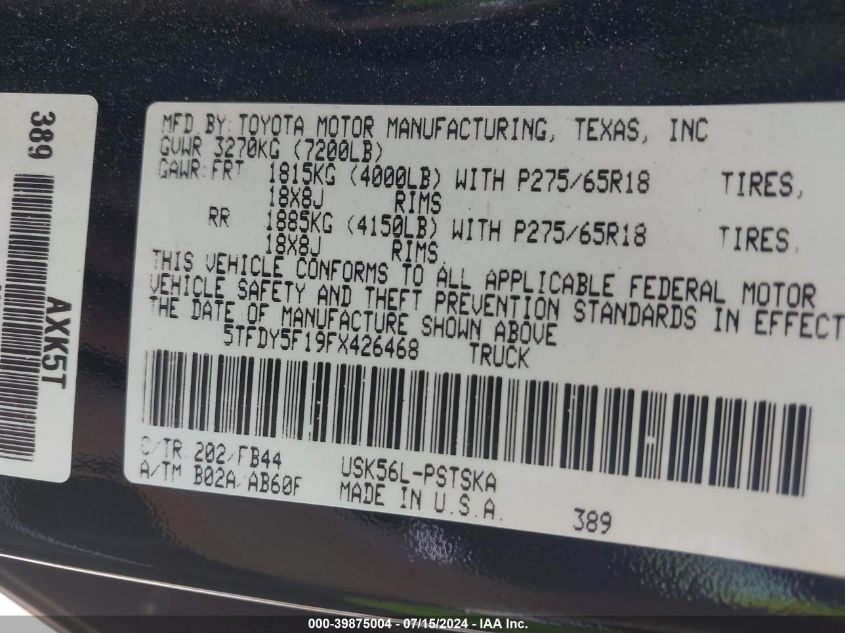 389
AXK5T
MFD BY: TOYOTA MOTOR MANUFACTURING, TEXAS, INC
GVWR 3270KG (7200LB)
GAWR: FRT 1815KG (4000LB) WITH P275/65R18 TIRES,
18X8J RIMS
RR 1885KG (4150LB) WITH P275/65R18 TIRES,
18X8J RIMS.
THIS VEHICLE CONFORMS TO ALL APPLICABLE FEDERAL MOTOR
VEHICLE SAFETY AND THEFT PREVENTION STANDARDS IN EFFECT
THE DATE OF MANUFACTURE SHOWN ABOVE
5TFDY5F19FX426468 TRUCK
C/TR 202/FB44 USK56L-PSTSKA
A/TM B02A/AB60F MADE IN U.S.A. 389
000-39875004 - 07/15/2024 - IAA Inc.